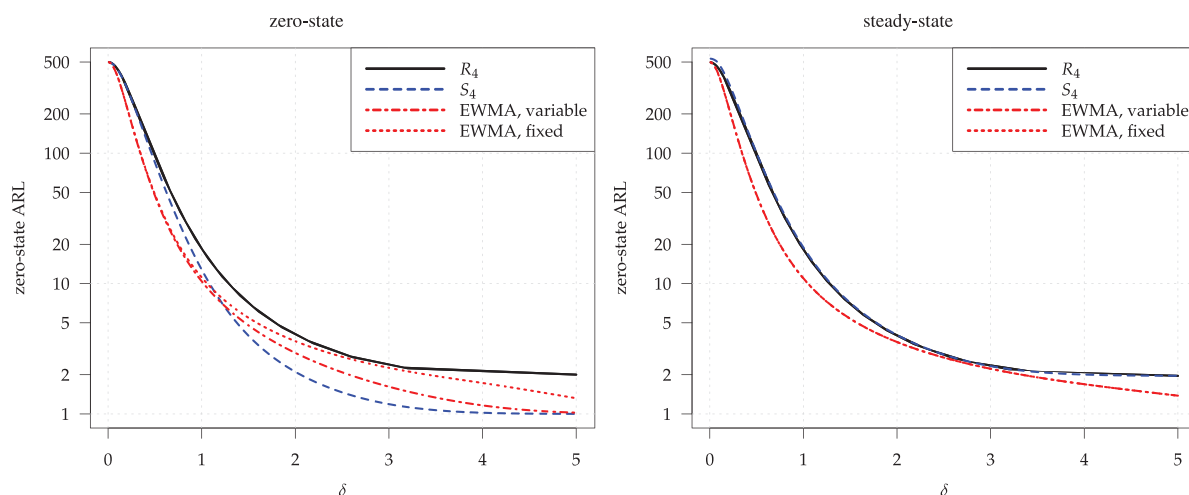 zero-state
zero-state ARL
500
200
100
50
20
10
5
2
1
R4
S4
EWMA, variable
EWMA, fixed
0 1 2 3 4 5
δ
steady-state
zero-state ARL
500
200
100
50
20
10
5
2
1
R4
S4
EWMA, variable
EWMA, fixed
0 1 2 3 4 5
δ